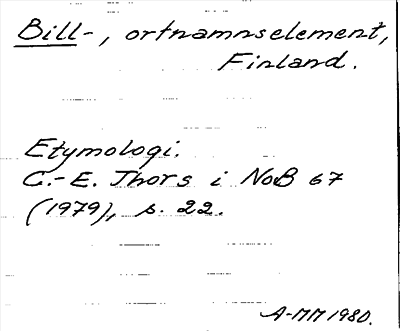 Bill-, ortnamnselement,
Finland.
Etymologi.
C.-E. Thors i NoB 67
(1979), s. 22.
A-MM 1980.